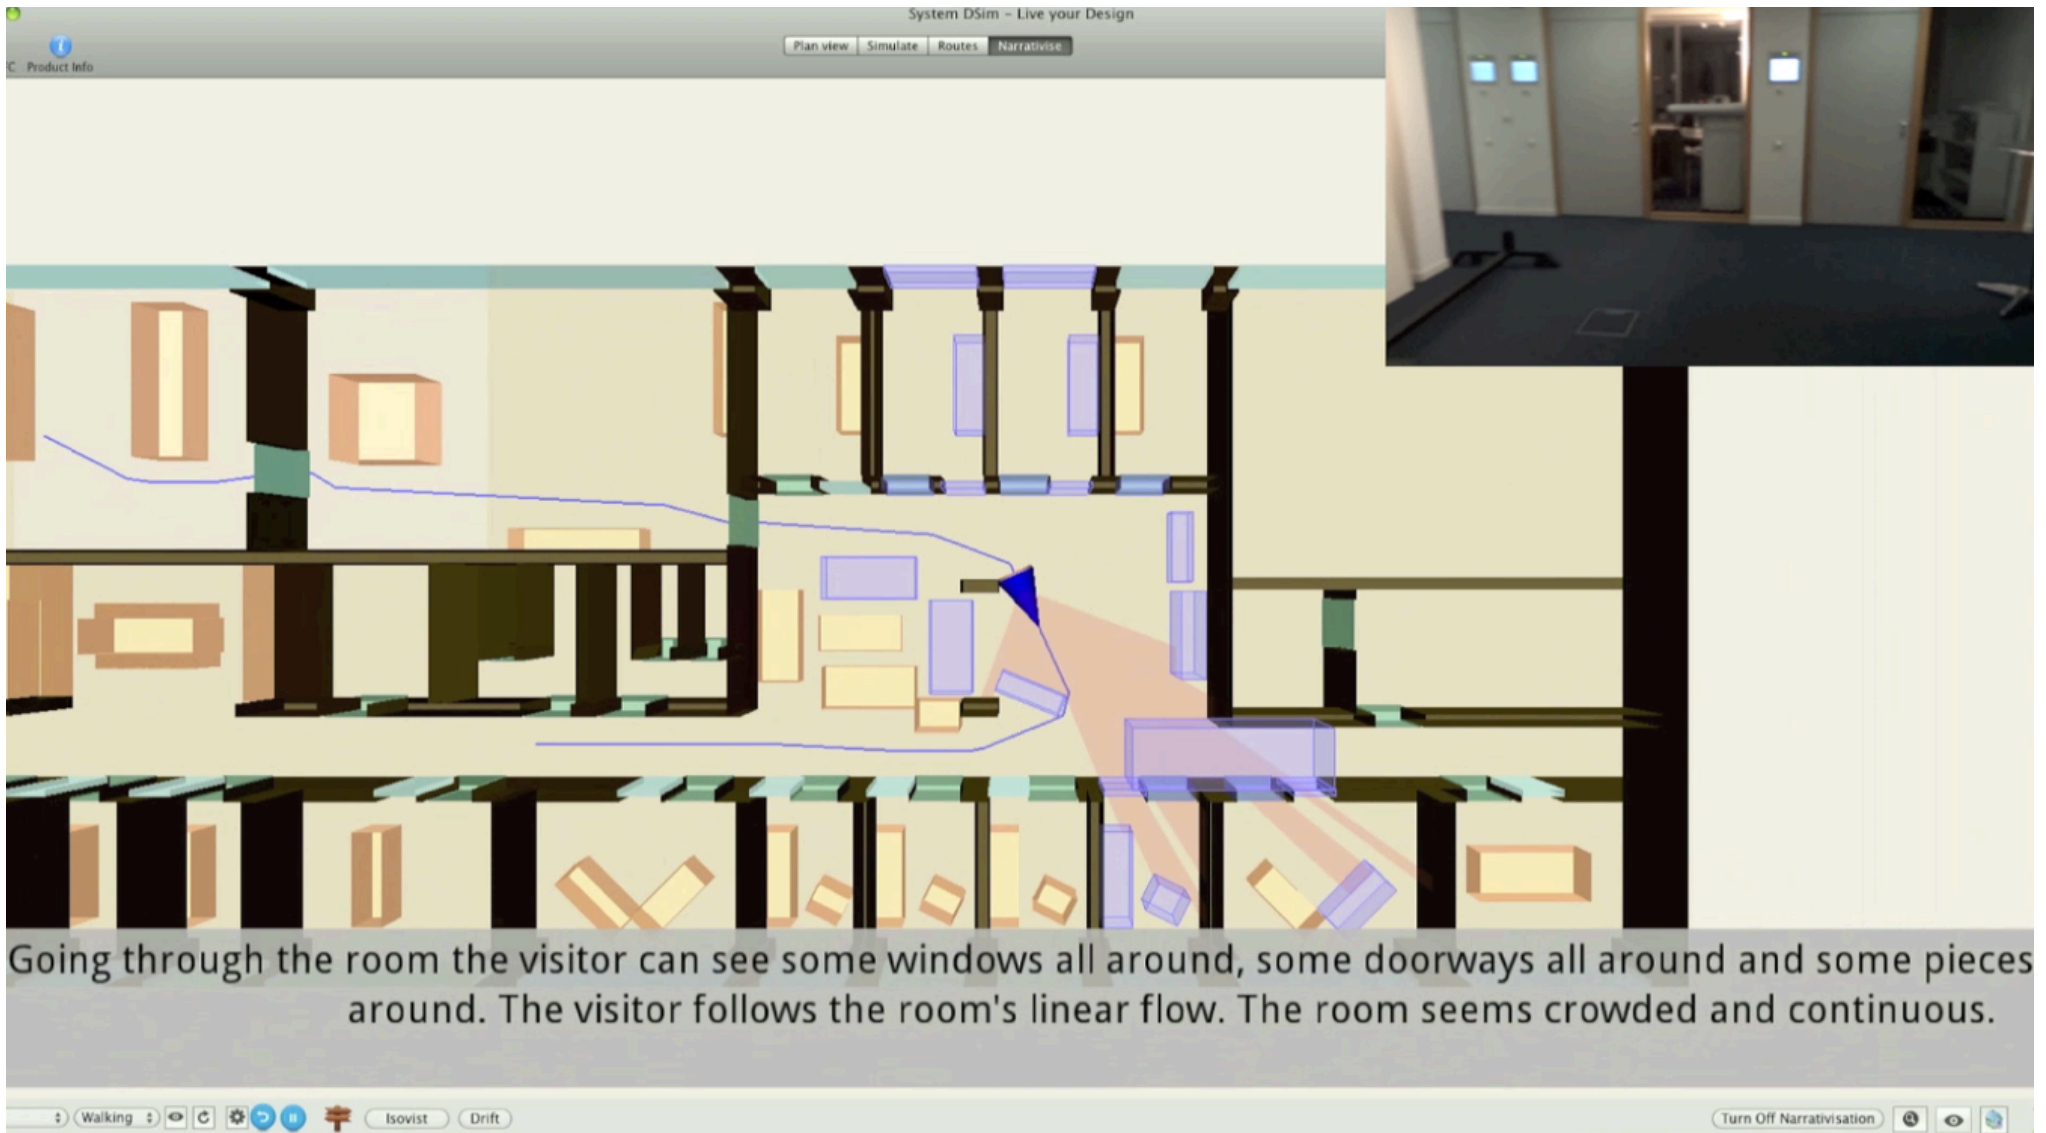 System DSim – Live your Design
Plan view Simulate Routes Narrativise
Product Info
Going through the room the visitor can see some windows all around, some doorways all around and some pieces
around. The visitor follows the room's linear flow. The room seems crowded and continuous.
Walking Isovist Drift Turn Off Narrativisation